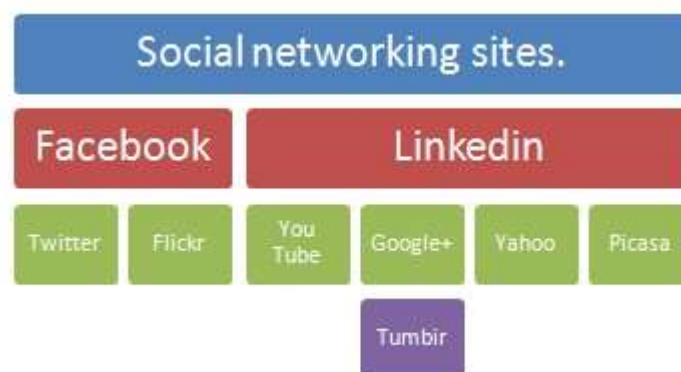 Social networking sites.
Facebook
Linkedin
Twitter
Flickr
You
Tube
Google+
Yahoo
Picasa
Tumbir